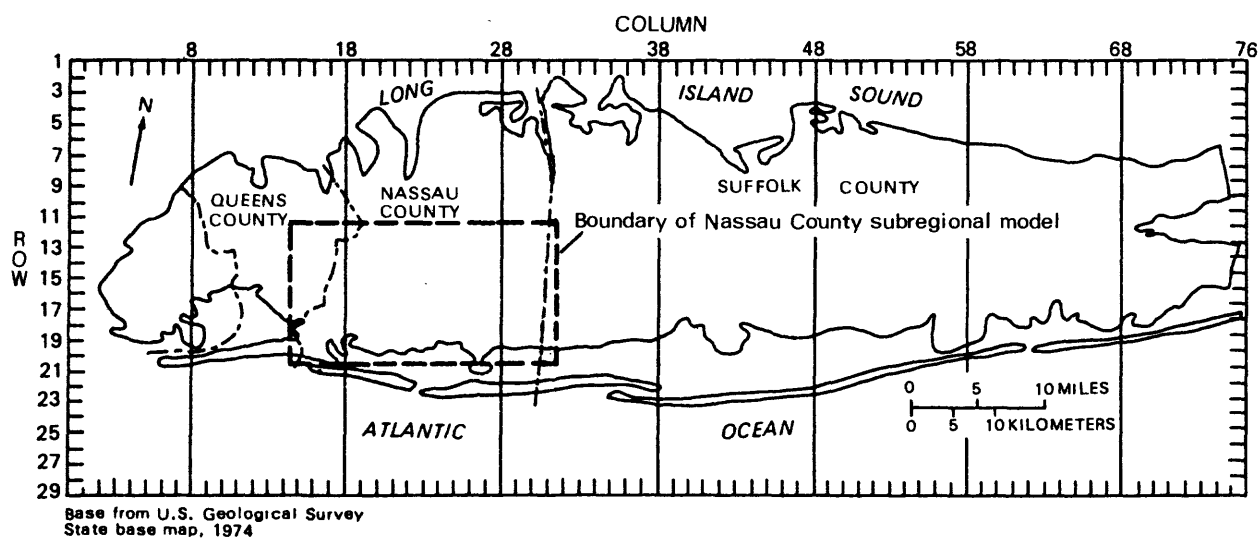 COLUMN
8 18 28 38 48 58 68 76
1
3
5
7
9
11
13
15
17
19
21
23
25
27
29
ROW
N
LONG ISLAND SOUND
QUEENS
COUNTY
NASSAU
COUNTY
SUFFOLK COUNTY
Boundary of Nassau County subregional model
0 5 10 MILES
0 5 10 KILOMETERS
ATLANTIC OCEAN
Base from U.S. Geological Survey
State base map, 1974